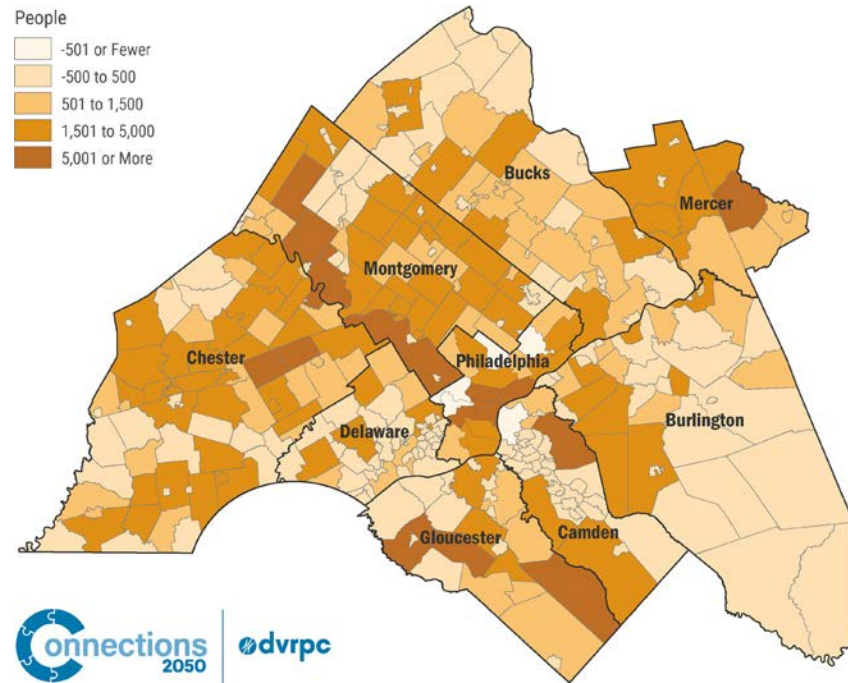 People
-501 or Fewer
-500 to 500
501 to 1,500
1,501 to 5,000
5,001 or More
Bucks
Mercer
Montgomery
Chester
Philadelphia
Delaware
Burlington
Gloucester
Camden
Connections
2050
dvrpc